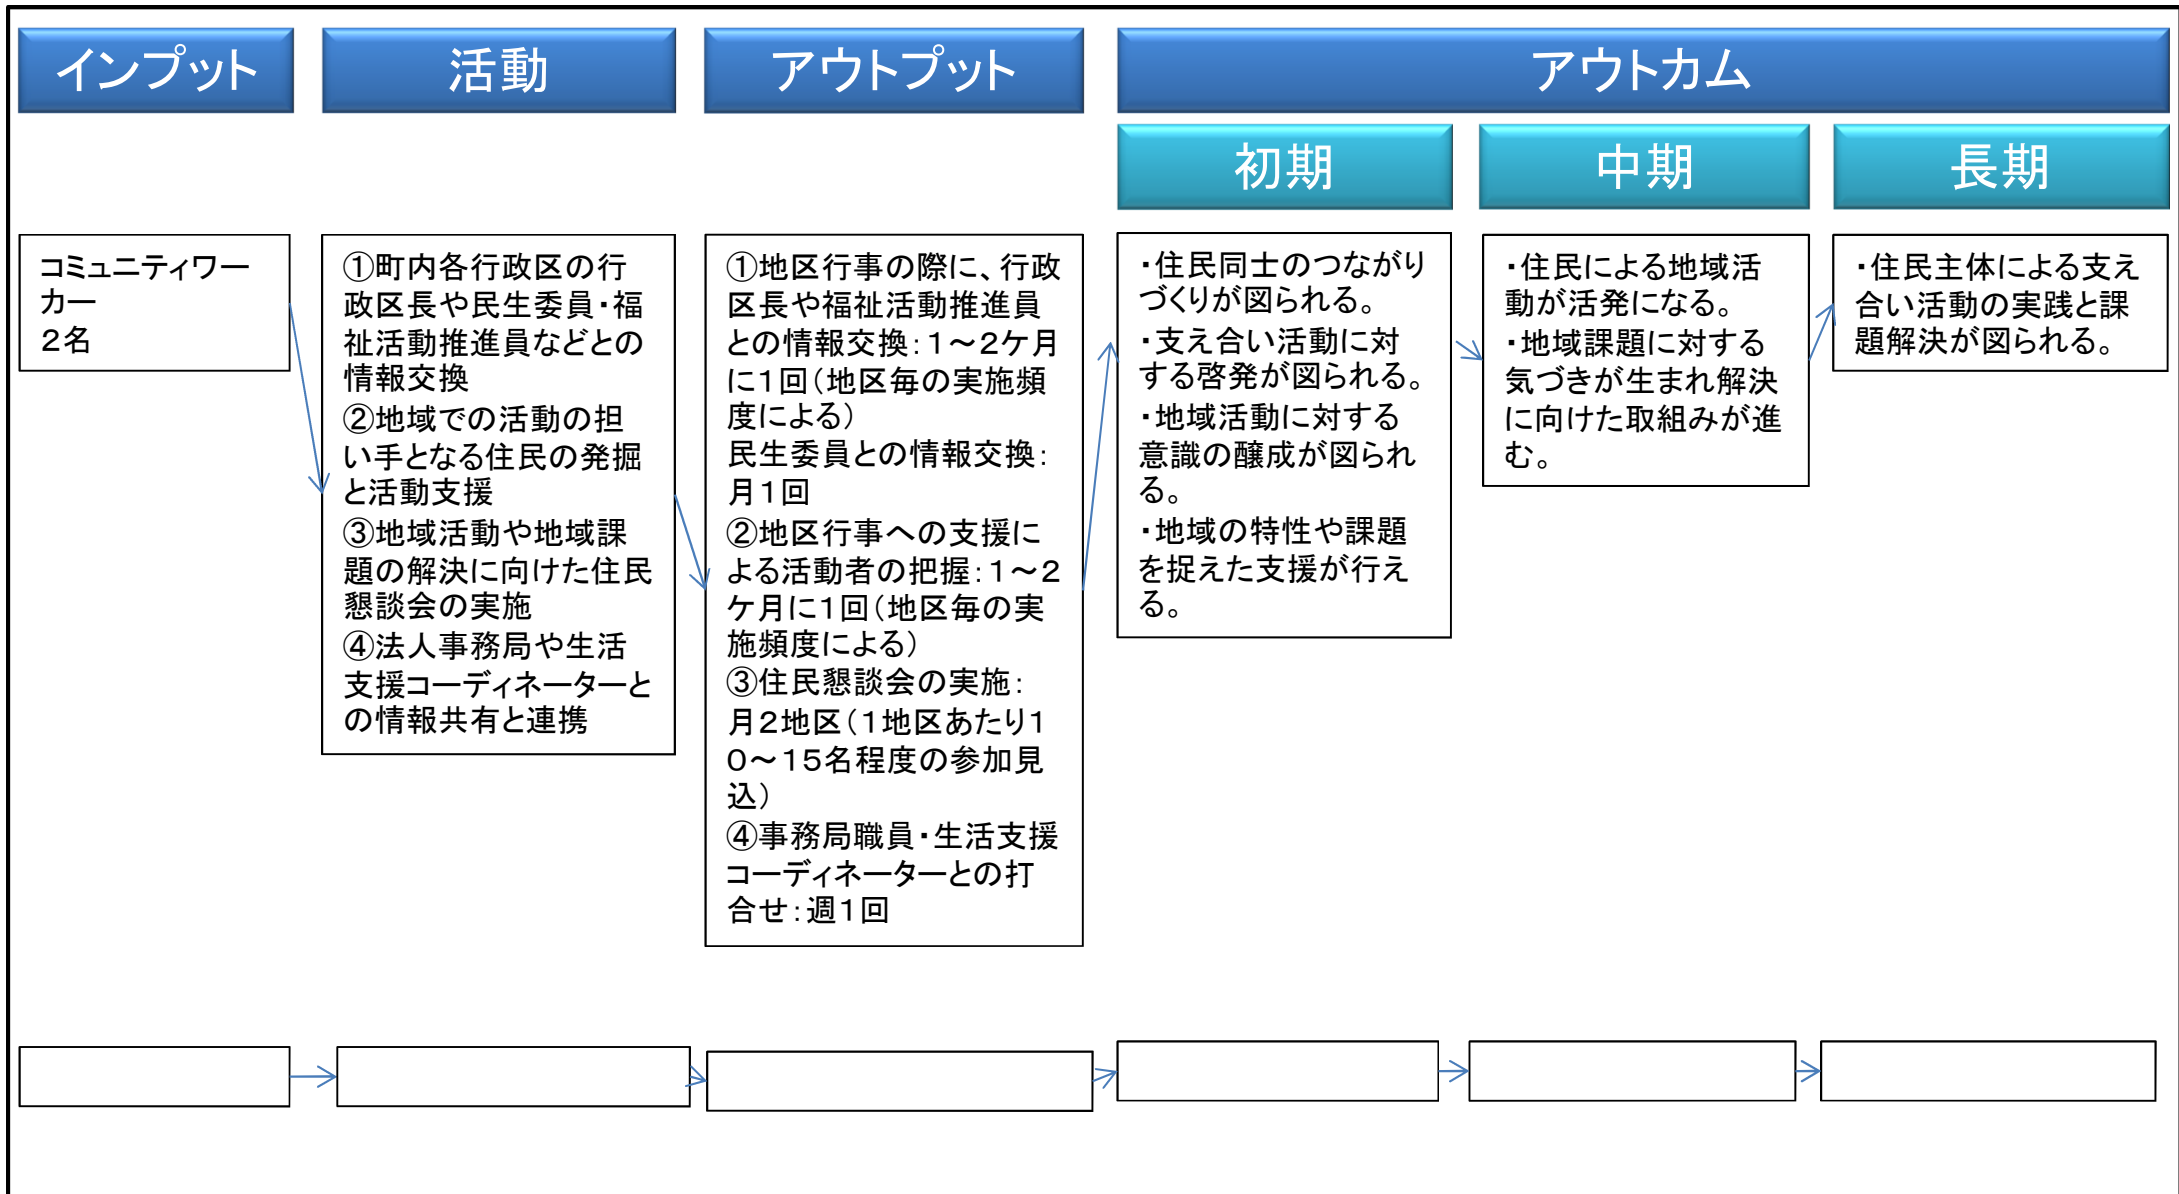 インプット
活動
アウトプット
アウトカム
初期
中期
長期
コミュニティワー
カー
２名
①町内各行政区の行
政区長や民生委員・福
祉活動推進員などとの
情報交換
②地域での活動の担
い手となる住民の発掘
と活動支援
③地域活動や地域課
題の解決に向けた住民
懇談会の実施
④法人事務局や生活
支援コーディネーターと
の情報共有と連携
①地区行事の際に、行政
区長や福祉活動推進員
との情報交換：１～２ケ月
に１回（地区毎の実施頻
度による）
民生委員との情報交換：
月１回
②地区行事への支援に
よる活動者の把握：１～２
ケ月に１回（地区毎の実
施頻度による）
③住民懇談会の実施：
月２地区（１地区あたり１
０～１５名程度の参加見
込）
④事務局職員・生活支援
コーディネーターとの打
合せ：週１回
・住民同士のつながり
づくりが図られる。
・支え合い活動に対
する啓発が図られる。
・地域活動に対する
意識の醸成が図られ
る。
・地域の特性や課題
を捉えた支援が行え
る。
・住民による地域活
動が活発になる。
・地域課題に対する
気づきが生まれ解決
に向けた取組みが進
む。
・住民主体による支え
合い活動の実践と課
題解決が図られる。